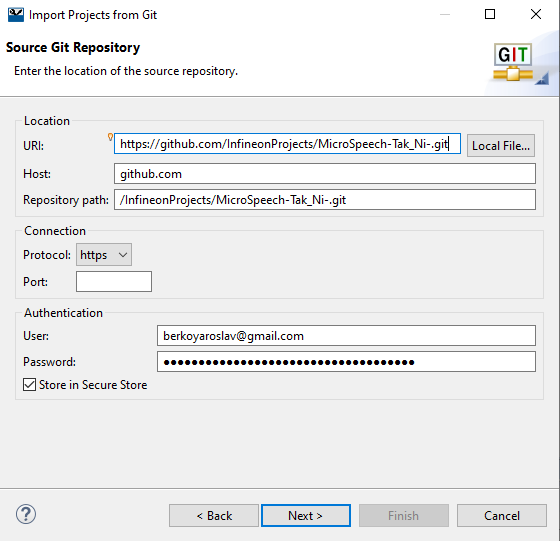 Import Projects from Git
Source Git Repository
Enter the location of the source repository.
GIT
Location
URI: https://github.com/InfineonProjects/MicroSpeech-Tak_Ni-.git Local File...
Host: github.com
Repository path: /InfineonProjects/MicroSpeech-Tak_Ni-.git
Connection
Protocol: https
Port:
Authentication
User: berkoyaroslav@gmail.com
Password: ●●●●●●●●●●●●●●●●●●●●●●●●●●●●●●●●●●●●
Store in Secure Store
? < Back Next > Finish Cancel